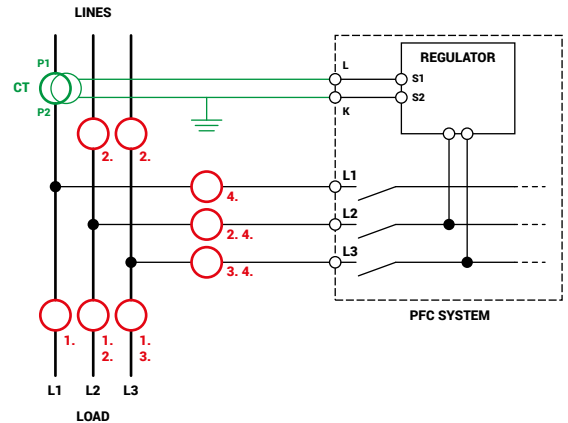 LINES
P1
CT
P2
L
K
S1
S2
REGULATOR
2.
2.
4.
L1
2. 4.
L2
3. 4.
L3
1.
1.
2.
1.
3.
PFC SYSTEM
L1
L2
L3
LOAD